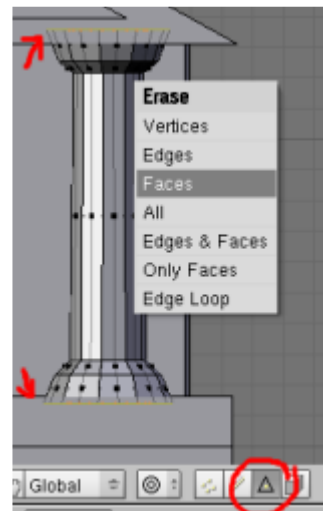 Erase
Vertices
Edges
Faces
All
Edges & Faces
Only Faces
Edge Loop
Global